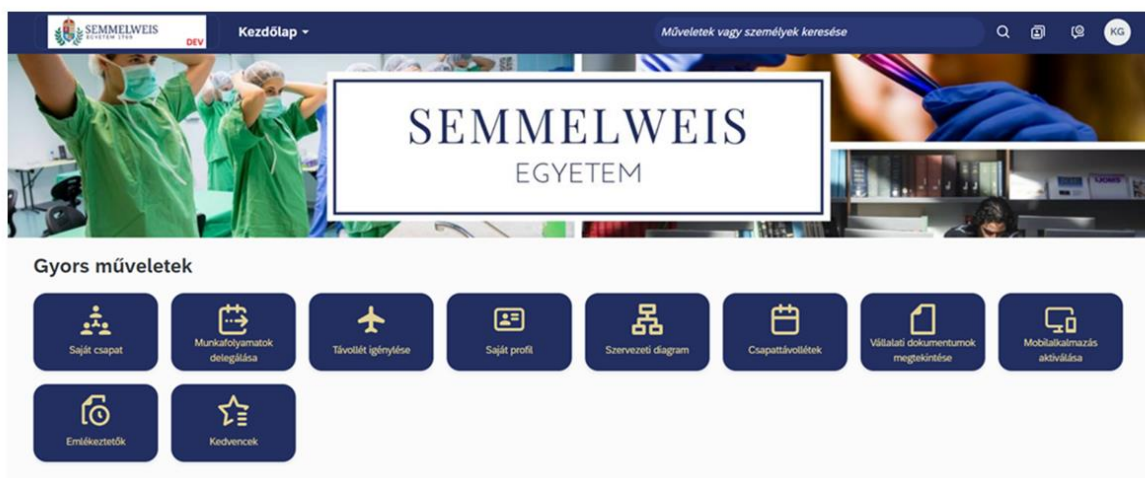 SEMMELWEIS
EGYETEM 1769
DEV
Kezdőlap
Műveletek vagy személyek keresése
KG
SEMMELWEIS
EGYETEM
Gyors műveletek
Saját csapat
Munkafolyamatok
delegálása
Távollét igénylése
Saját profil
Szervezeti diagram
Csapattávollétek
Vállalati dokumentumok
megtekintése
Mobilalkalmazás
aktiválása
Emlékeztetők
Kedvencek